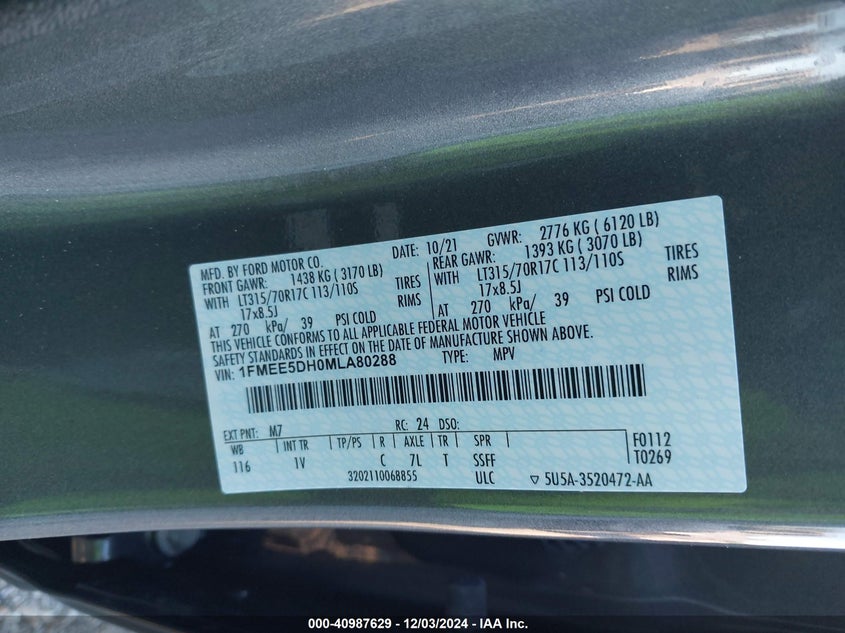 MFD. BY FORD MOTOR CO. DATE: 10/21 GVWR: 2776 KG ( 6120 LB)
FRONT GAWR: 1438 KG ( 3170 LB) REAR GAWR: 1393 KG ( 3070 LB)
WITH LT315/70R17C 113/110S TIRES WITH LT315/70R17C 113/110S TIRES
17x8.5J RIMS 17x8.5J RIMS
AT 270 kPa/ 39 PSI COLD AT 270 kPa/ 39 PSI COLD
THIS VEHICLE CONFORMS TO ALL APPLICABLE FEDERAL MOTOR VEHICLE
SAFETY STANDARDS IN EFFECT ON THE DATE OF MANUFACTURE SHOWN ABOVE.
VIN: 1FMEE5DH0MLA80288 TYPE: MPV
EXT PNT: M7 RC: 24 DSO:
WB INT TR TP/PS R AXLE TR SPR F0112
116 1V C 7L T SSFF T0269
320211006885S ULC 5U5A-3520472-AA
000-40987629 - 12/03/2024 - IAA Inc.